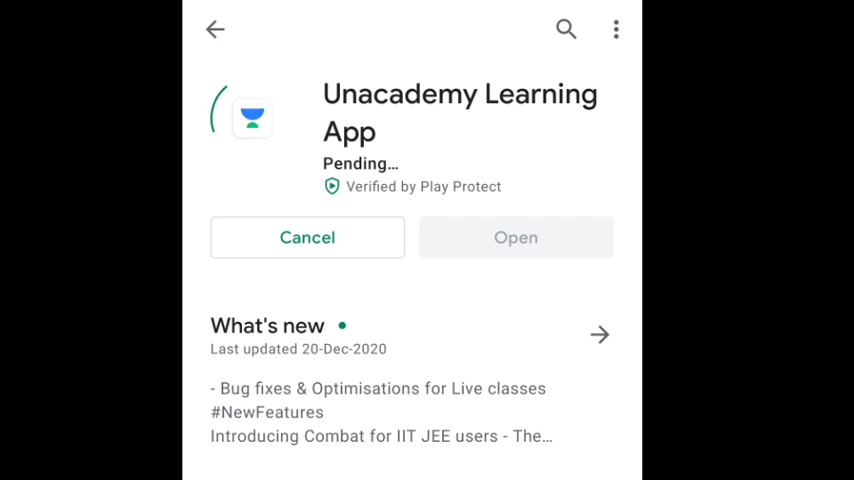 Unacademy Learning
App
Pending...
Verified by Play Protect
Cancel
Open
What's new
Last updated 20-Dec-2020
- Bug fixes & Optimisations for Live classes
#NewFeatures
Introducing Combat for IIT JEE users - The...